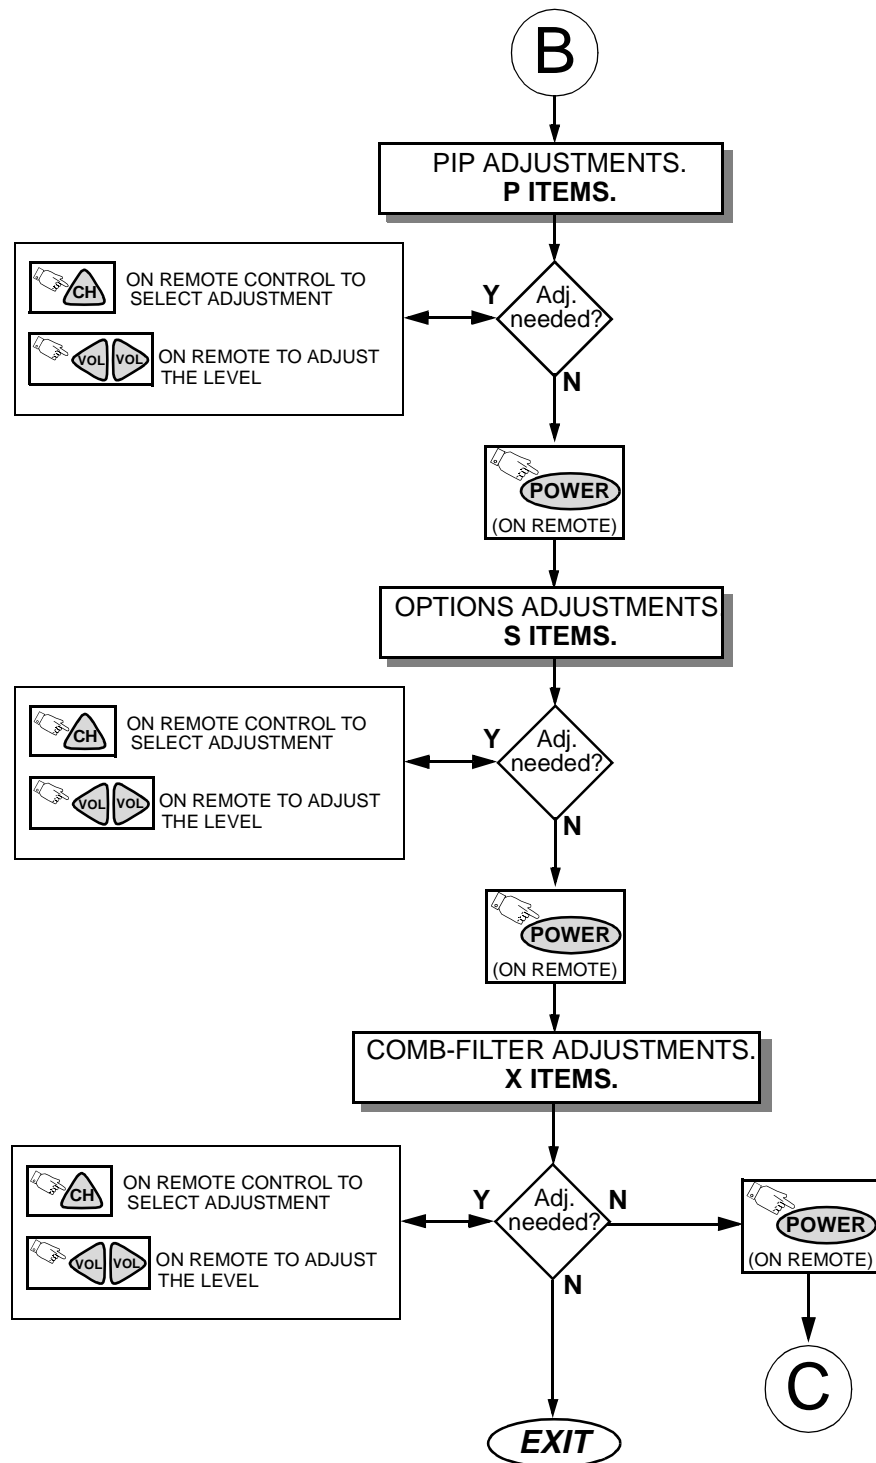 B
PIP ADJUSTMENTS.
P ITEMS.
CH
ON REMOTE CONTROL TO
SELECT ADJUSTMENT
VOL VOL
ON REMOTE TO ADJUST
THE LEVEL
Y
Adj.
needed?
N
POWER
(ON REMOTE)
OPTIONS ADJUSTMENTS
S ITEMS.
CH
ON REMOTE CONTROL TO
SELECT ADJUSTMENT
VOL VOL
ON REMOTE TO ADJUST
THE LEVEL
Y
Adj.
needed?
N
POWER
(ON REMOTE)
COMB-FILTER ADJUSTMENTS.
X ITEMS.
CH
ON REMOTE CONTROL TO
SELECT ADJUSTMENT
VOL VOL
ON REMOTE TO ADJUST
THE LEVEL
Y
Adj.
needed?
N
N
POWER
(ON REMOTE)
C
EXIT